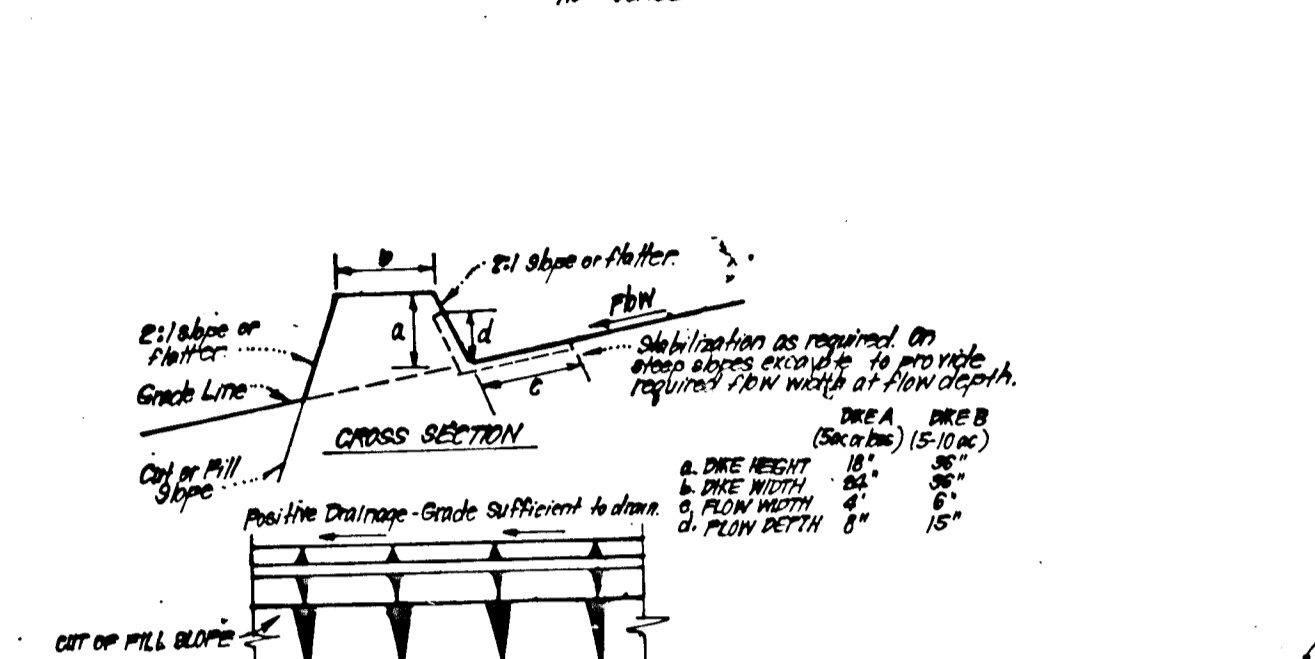 b
2:1 slope or flatter.
Flow
2:1 slope or
flatter
a
d
Stabilization as required. On
steep slopes excavate to provide
required flow width at flow depth.
Grade Line
c
CROSS SECTION
Cut or Fill
Slope
DIKE A DIKE B
(5ac or less) (5-10 ac)
a. DIKE HEIGHT 18" 36"
b. DIKE WIDTH 24" 36"
c. FLOW WIDTH 4' 6'
d. FLOW DEPTH 8" 15"
Positive Drainage - Grade Sufficient to drain.
CUT OF FILL SLOPE